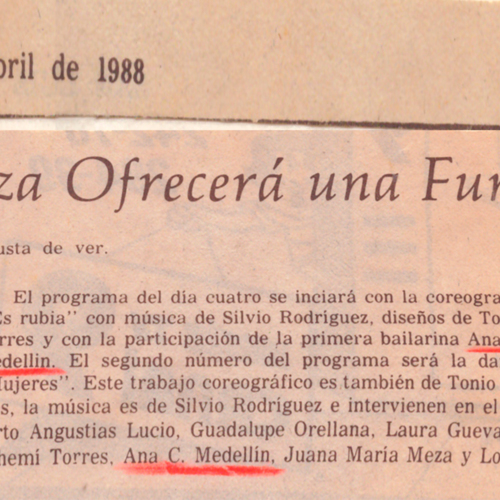 bril de 1988
za Ofrecerá una Fun
usta de ver.
El programa del día cuatro se inciará con la coreogra
Es rubia" con música de Silvio Rodríguez, diseños de To
rres y con la participación de la primera bailarina Ana
edellin. El segundo número del programa será la da
Mujeres". Este trabajo coreográfico es también de Tonio
s, la música es de Silvio Rodríguez e intervienen en el
rto Angustias Lucio, Guadalupe Orellana, Laura Gueva
hemí Torres, Ana C. Medellín, Juana María Meza y Lo